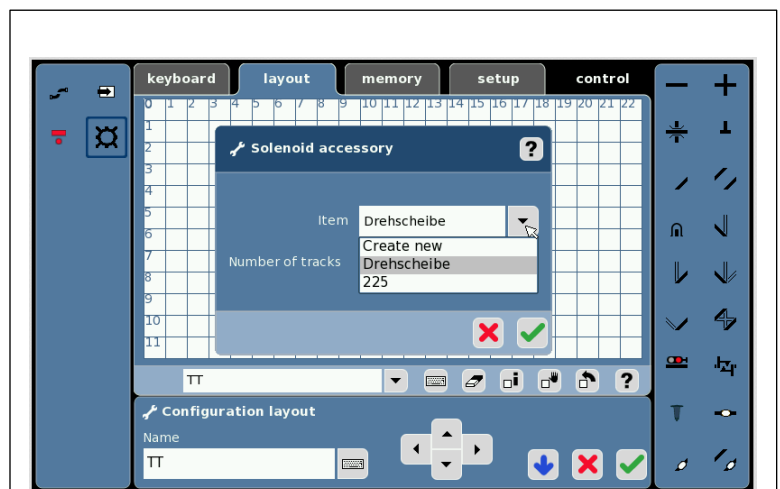 keyboard layout memory setup control
0 1 2 3 4 5 6 7 8 9 10 11 12 13 14 15 16 17 18 19 20 21 22
1
2
Solenoid accessory ?
3
4
5
Item Drehscheibe
6
Create new
7
Number of tracks Drehscheibe
8
225
9
10
11
TT ?
Configuration layout
Name
TT